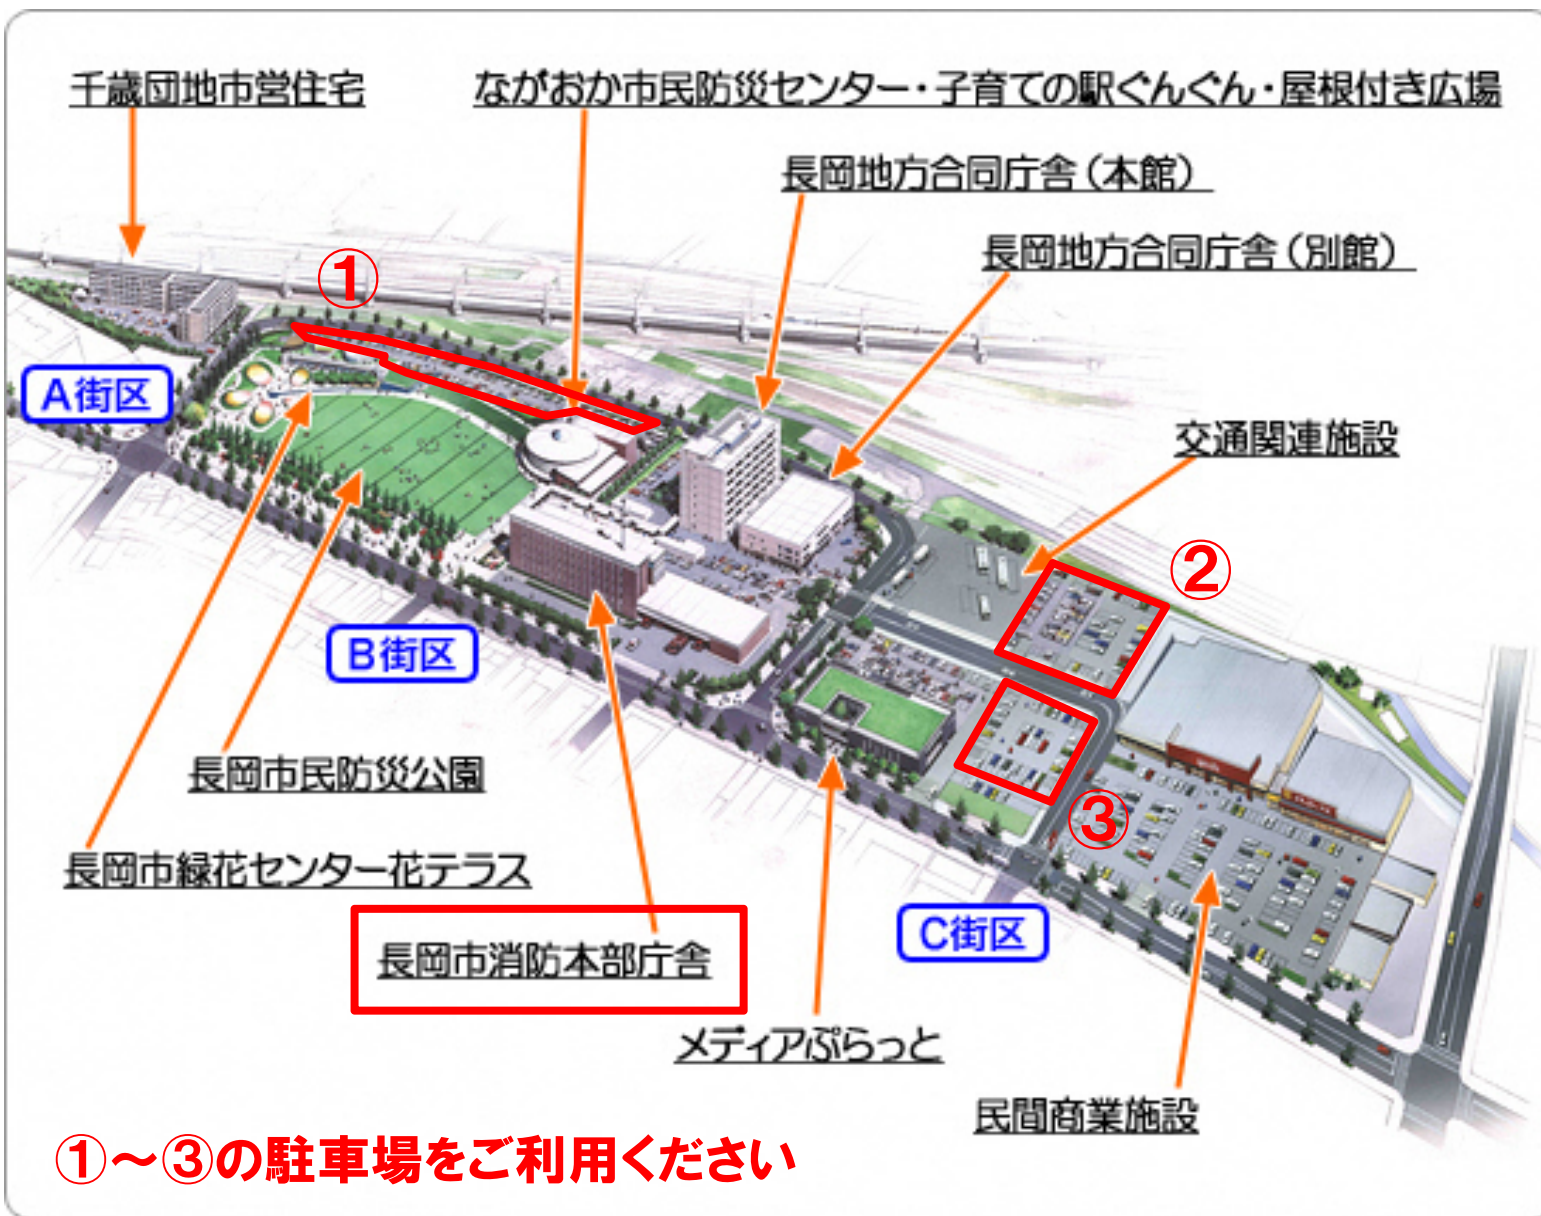 千歳団地市営住宅
ながおか市民防災センター・子育ての駅ぐんぐん・屋根付き広場
長岡地方合同庁舎（本館）
長岡地方合同庁舎（別館）
①
A街区
交通関連施設
②
B街区
長岡市民防災公園
③
長岡市緑花センター花テラス
C街区
長岡市消防本部庁舎
メディアぷらっと
民間商業施設
①～③の駐車場をご利用ください